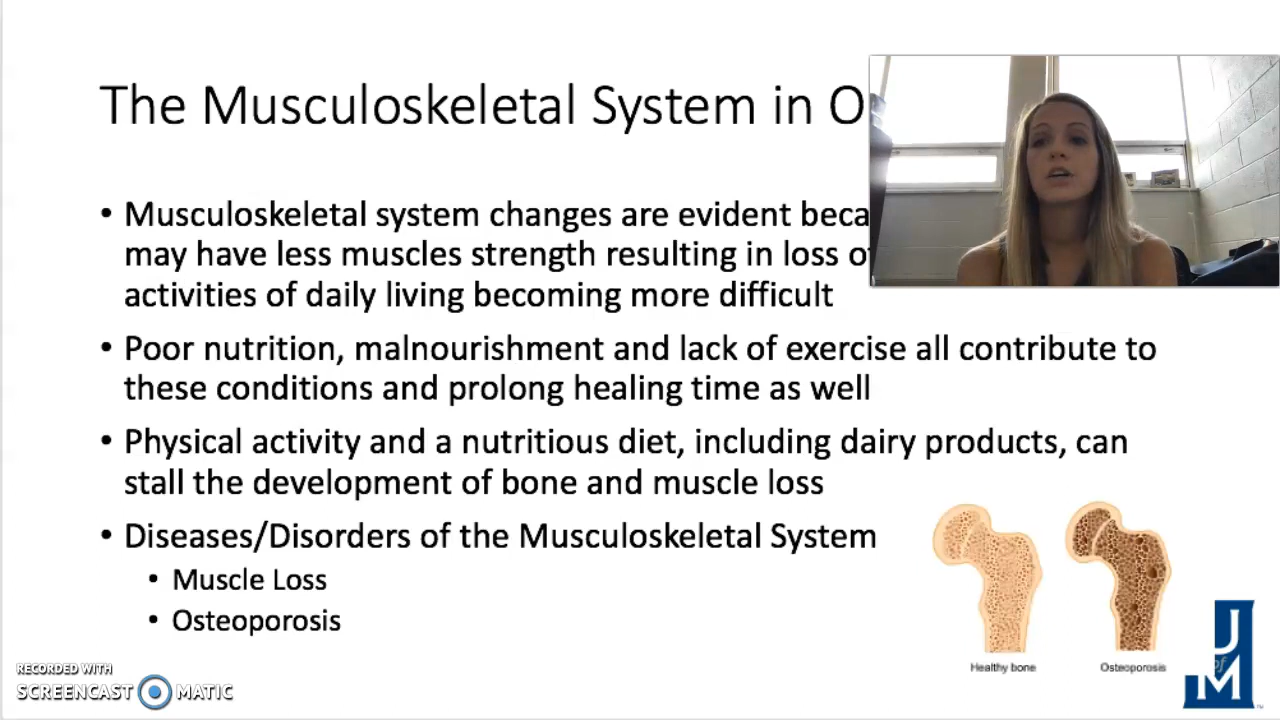 The Musculoskeletal System in O
• Musculoskeletal system changes are evident beca
may have less muscles strength resulting in loss of
activities of daily living becoming more difficult
• Poor nutrition, malnourishment and lack of exercise all contribute to
these conditions and prolong healing time as well
• Physical activity and a nutritious diet, including dairy products, can
stall the development of bone and muscle loss
• Diseases/Disorders of the Musculoskeletal System
• Muscle Loss
• Osteoporosis
Healthy bone
Osteoporosis
J
of
M
RECORDED WITH
SCREENCAST MATIC